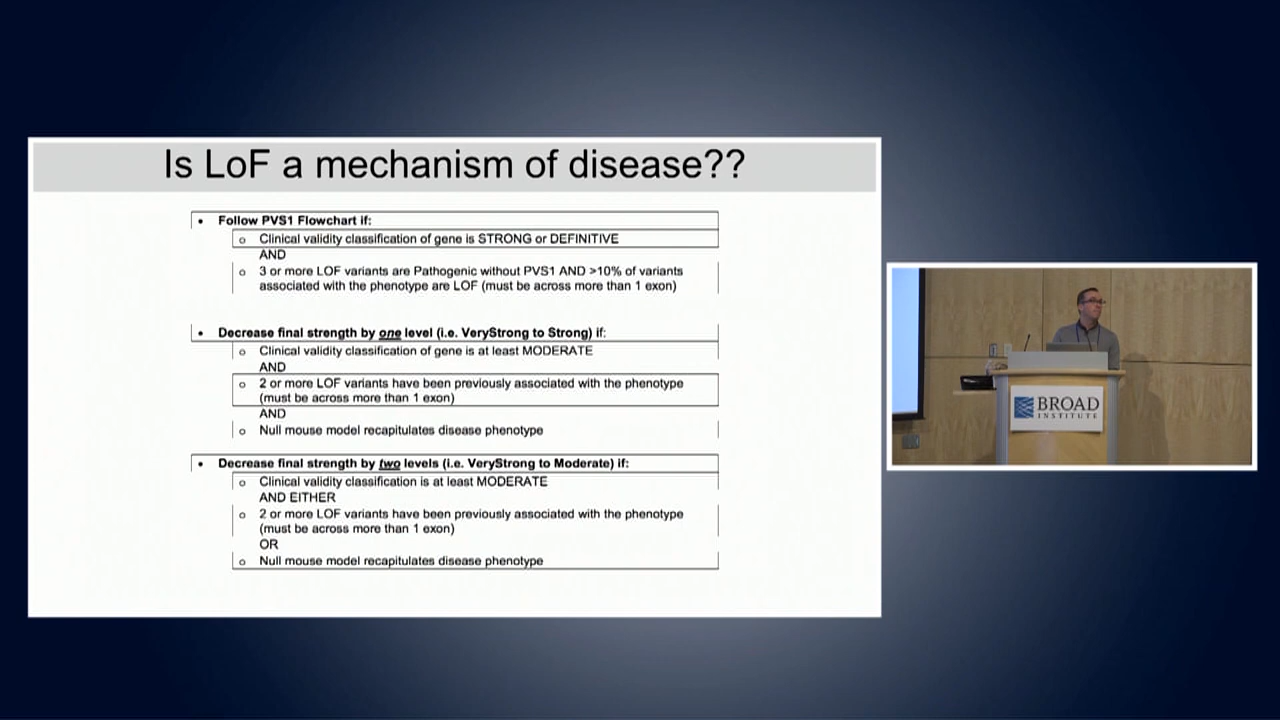 Is LoF a mechanism of disease??
• Follow PVS1 Flowchart if:
o Clinical validity classification of gene is STRONG or DEFINITIVE
AND
o 3 or more LOF variants are Pathogenic without PVS1 AND >10% of variants
associated with the phenotype are LOF (must be across more than 1 exon)
• Decrease final strength by one level (i.e. VeryStrong to Strong) if:
o Clinical validity classification of gene is at least MODERATE
AND
o 2 or more LOF variants have been previously associated with the phenotype
(must be across more than 1 exon)
AND
o Null mouse model recapitulates disease phenotype
• Decrease final strength by two levels (i.e. VeryStrong to Moderate) if:
o Clinical validity classification is at least MODERATE
AND EITHER
o 2 or more LOF variants have been previously associated with the phenotype
(must be across more than 1 exon)
OR
o Null mouse model recapitulates disease phenotype
BROAD
INSTITUTE